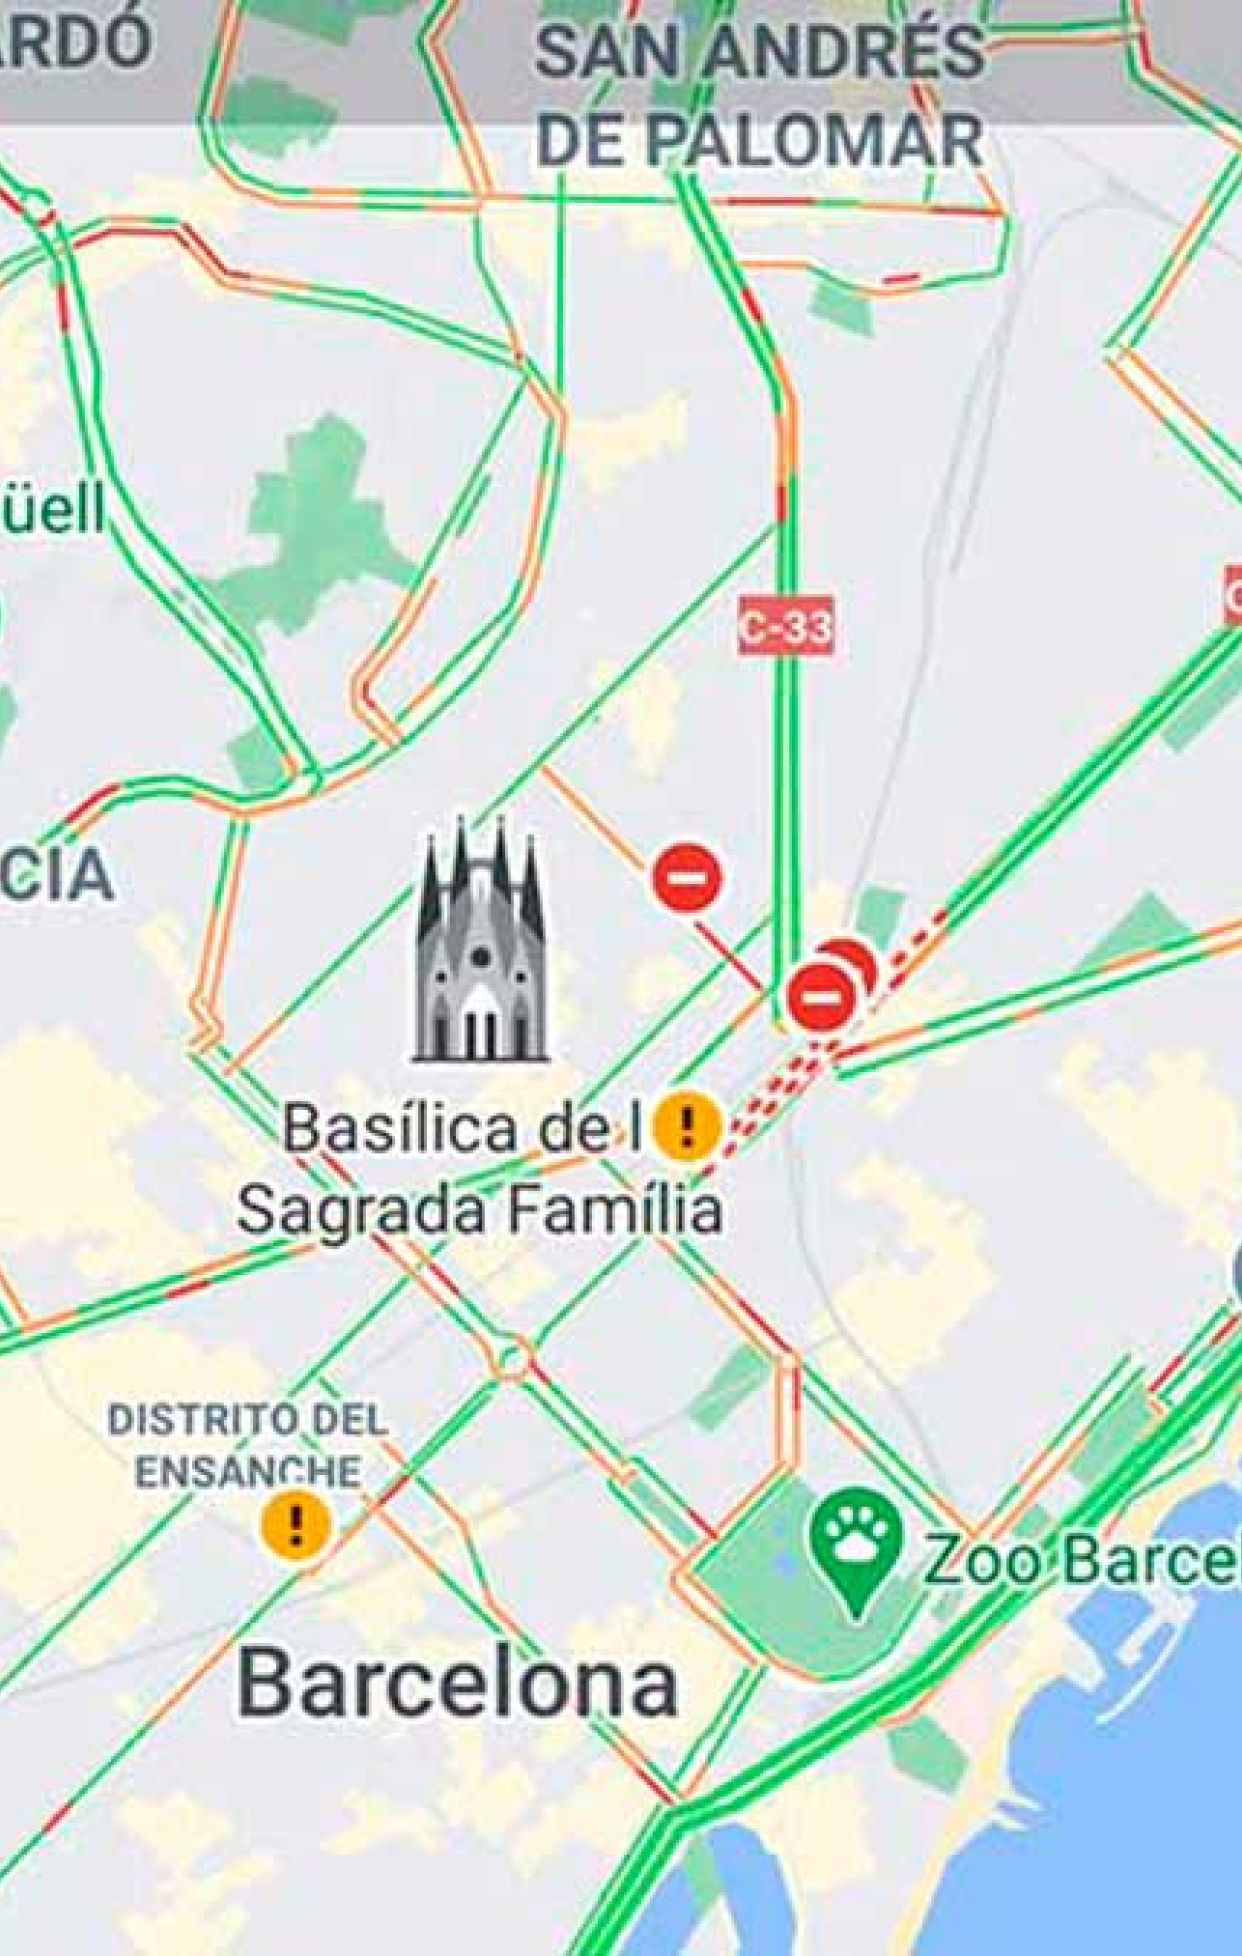 ARDÓ
SAN ANDRÉS
DE PALOMAR
üell
C-33
CIA
Basílica de l
Sagrada Família
DISTRITO DEL
ENSANCHE
Zoo Barcel
Barcelona